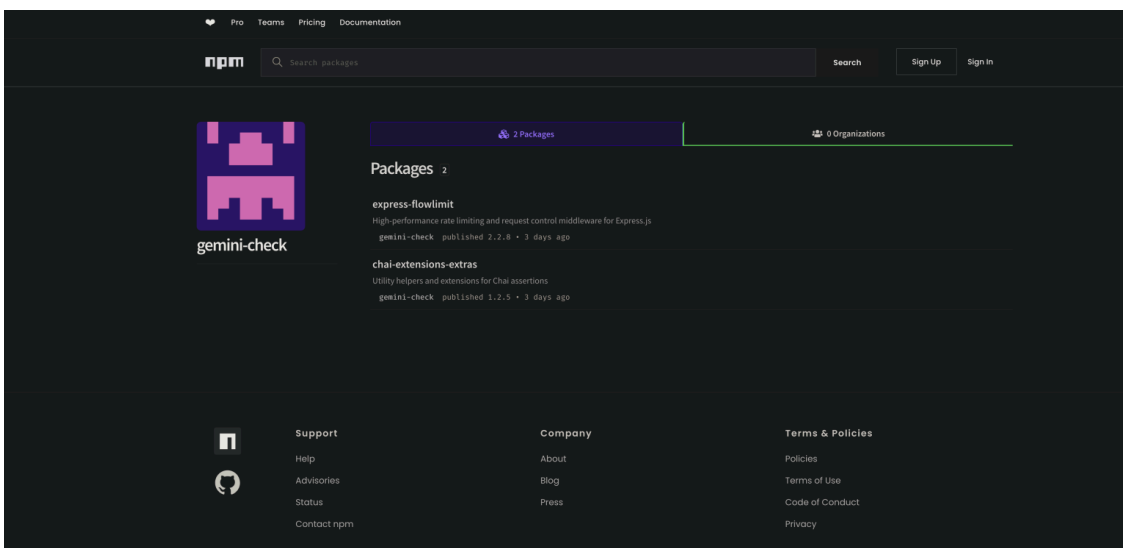 ❤ Pro Teams Pricing Documentation
npm Search packages Search Sign Up Sign In
2 Packages 0 Organizations
Packages 2
express-flowlimit
High-performance rate limiting and request control middleware for Express.js
gemini-check published 2.2.8 • 3 days ago
gemini-check
chai-extensions-extras
Utility helpers and extensions for Chai assertions
gemini-check published 1.2.5 • 3 days ago
Support Company Terms & Policies
Help About Policies
Advisories Blog Terms of Use
Status Press Code of Conduct
Contact npm Privacy